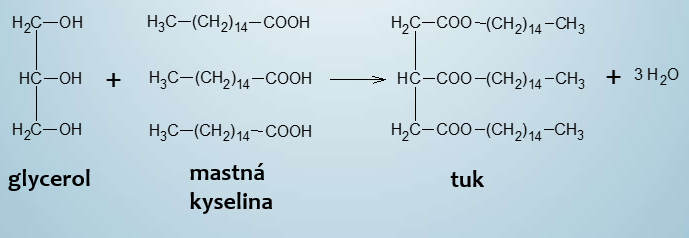 H₂C–OH H₃C–(CH₂)₁₄–COOH H₂C–COO–(CH₂)₁₄–CH₃
HC–OH + H₃C–(CH₂)₁₄–COOH → HC–COO–(CH₂)₁₄–CH₃ + 3 H₂O
H₂C–OH H₃C–(CH₂)₁₄–COOH H₂C–COO–(CH₂)₁₄–CH₃
glycerol mastná tuk
kyselina